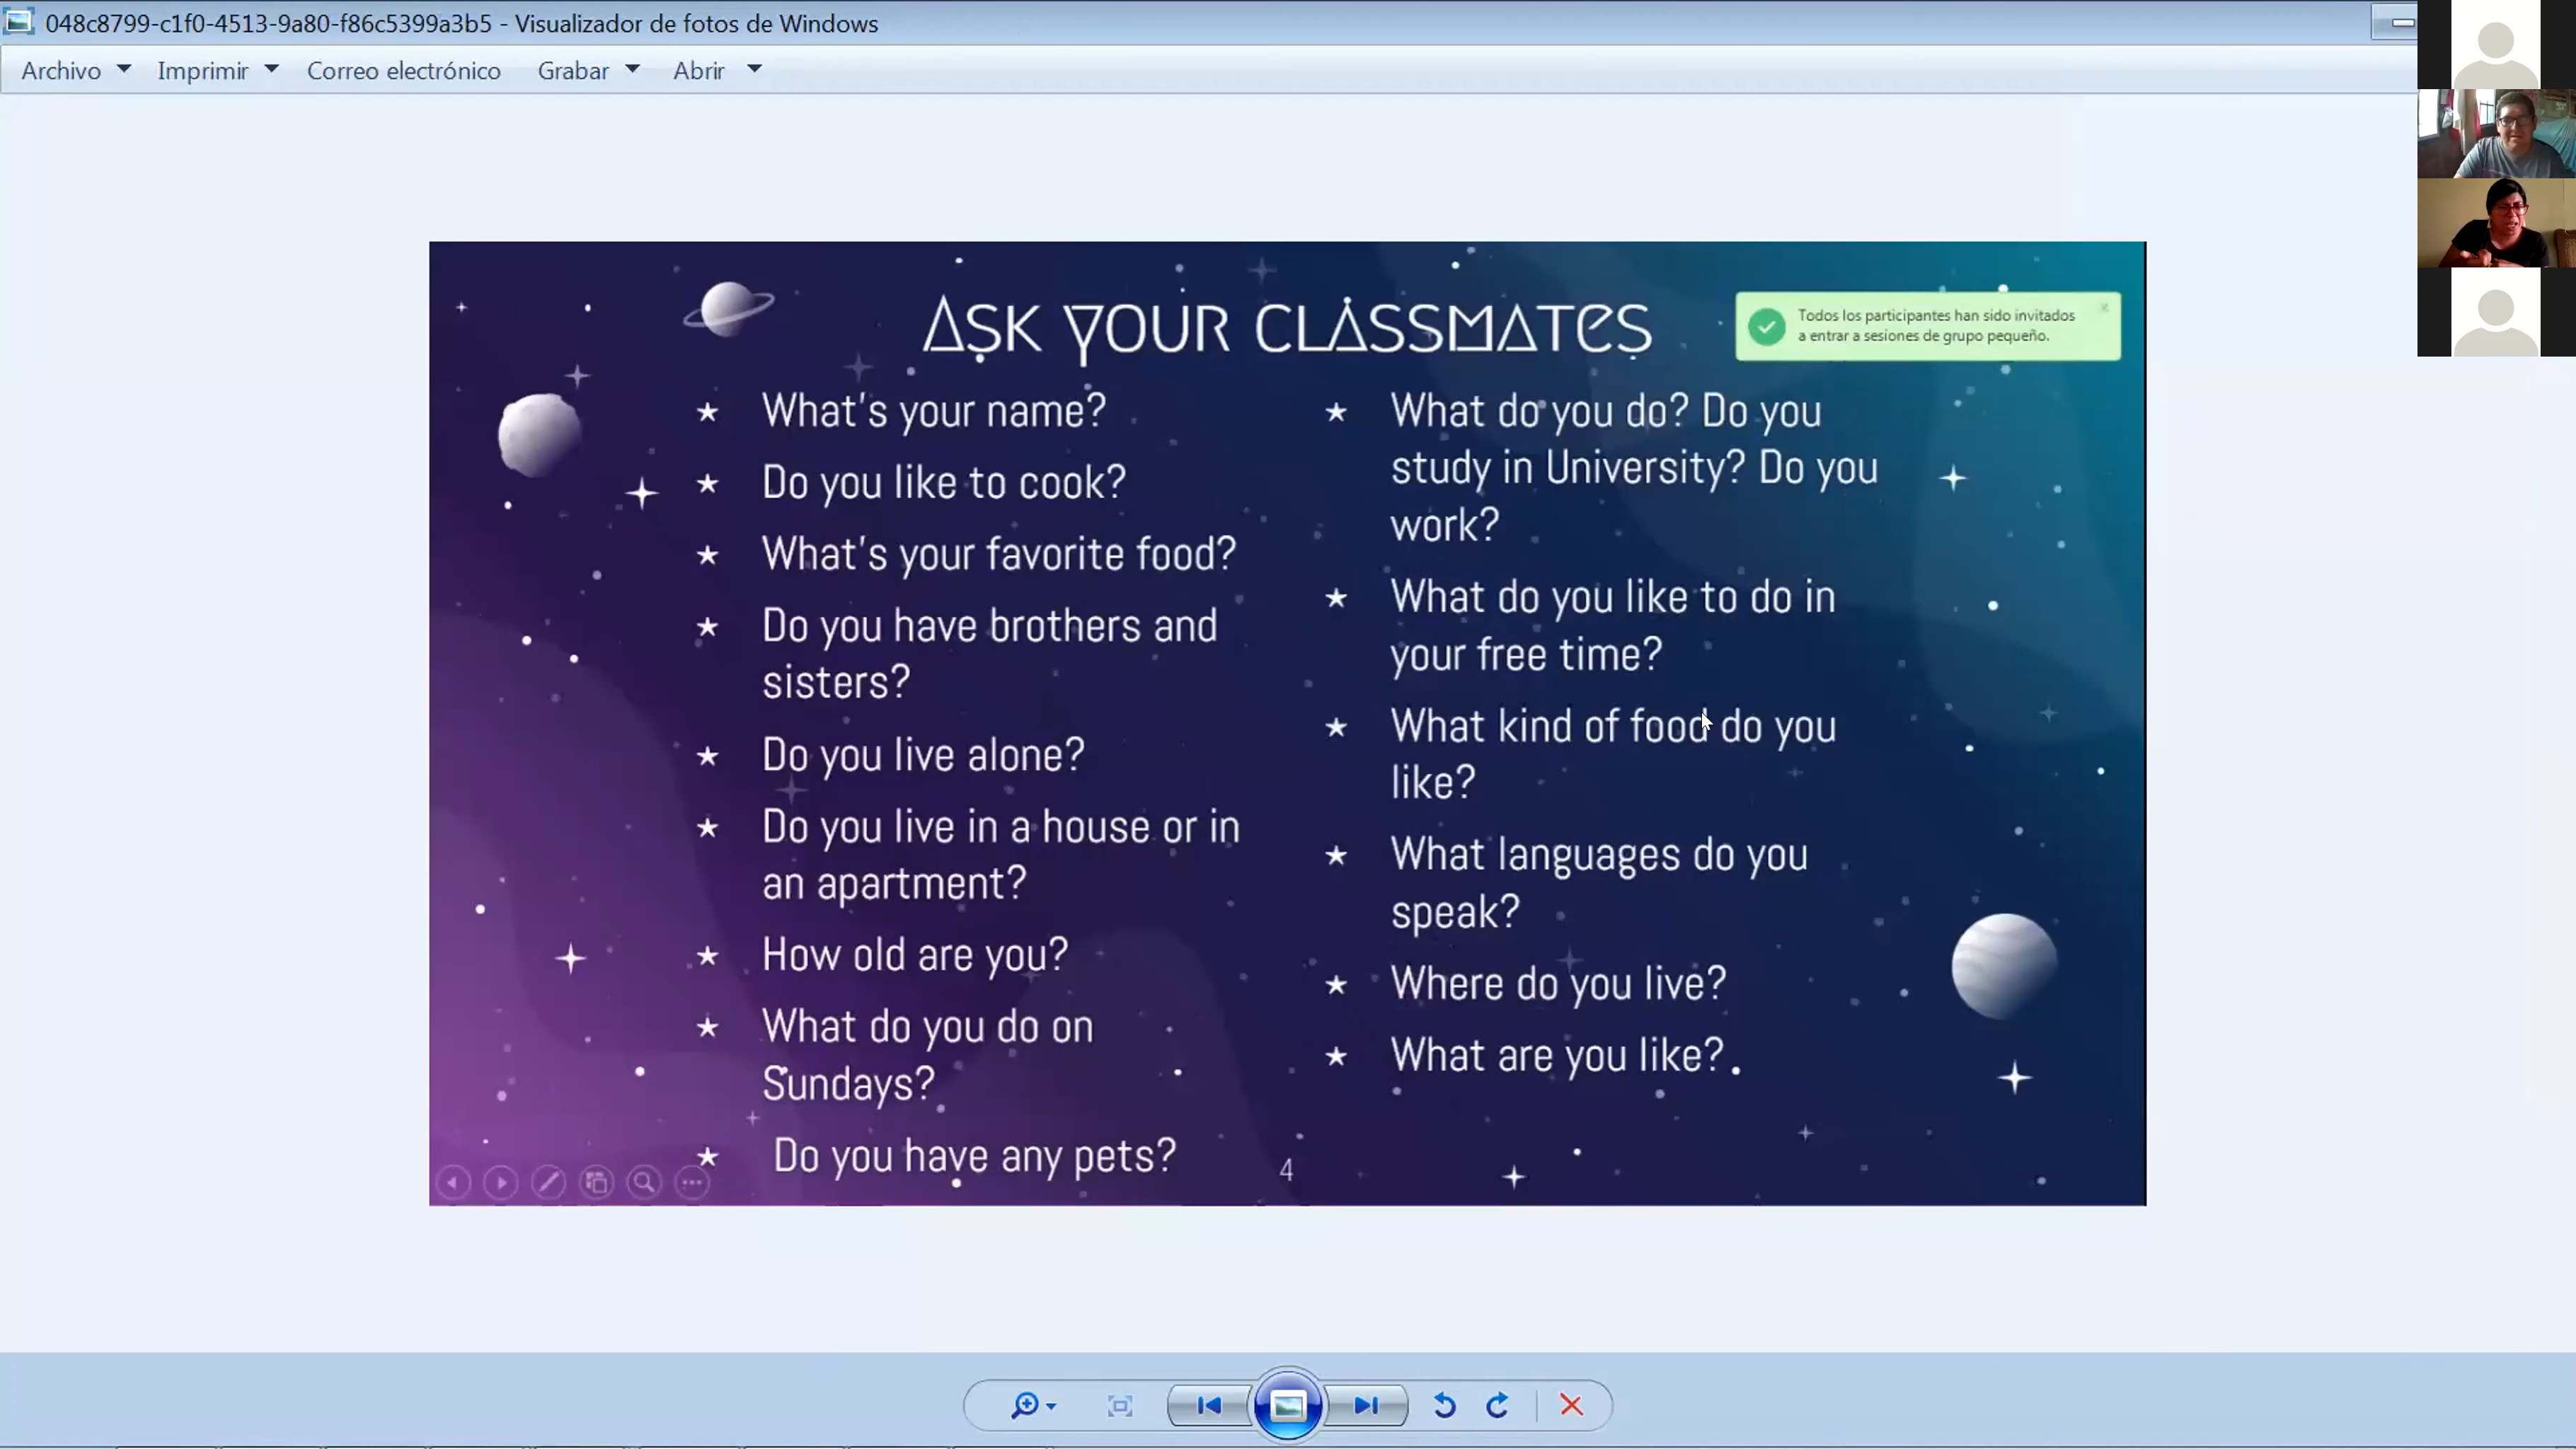 048c8799-c1f0-4513-9a80-f86c5399a3b5 - Visualizador de fotos de Windows
Archivo Imprimir Correo electrónico Grabar Abrir
ASK YOUR CLASSMATES
Todos los participantes han sido invitados
a entrar a sesiones de grupo pequeño.
What's your name?
Do you like to cook?
What's your favorite food?
Do you have brothers and
sisters?
Do you live alone?
Do you live in a house or in
an apartment?
How old are you?
What do you do on
Sundays?
Do you have any pets?
What do you do? Do you
study in University? Do you
work?
What do you like to do in
your free time?
What kind of food do you
like?
What languages do you
speak?
Where do you live?
What are you like?
4